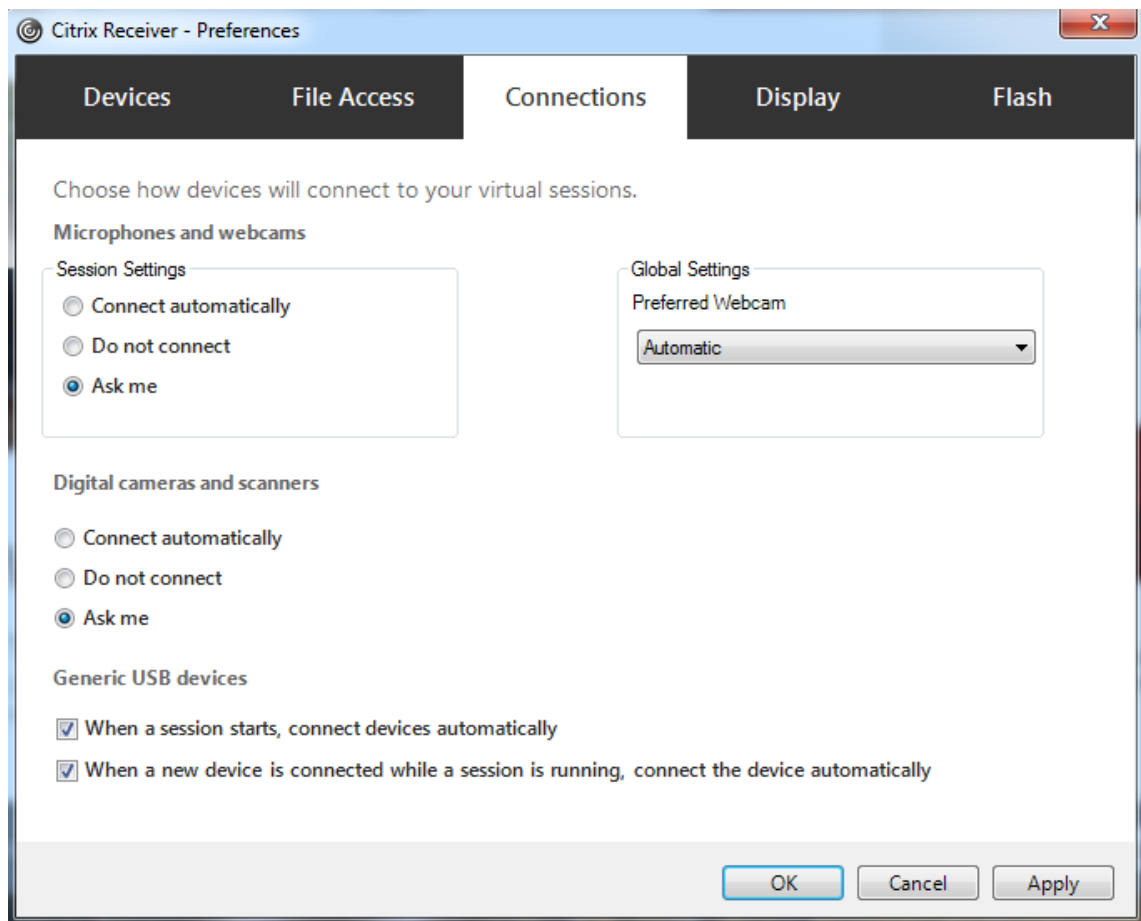 Citrix Receiver - Preferences
Devices File Access Connections Display Flash
Choose how devices will connect to your virtual sessions.
Microphones and webcams
Session Settings
Connect automatically
Do not connect
Ask me
Global Settings
Preferred Webcam
Automatic
Digital cameras and scanners
Connect automatically
Do not connect
Ask me
Generic USB devices
When a session starts, connect devices automatically
When a new device is connected while a session is running, connect the device automatically
OK Cancel Apply